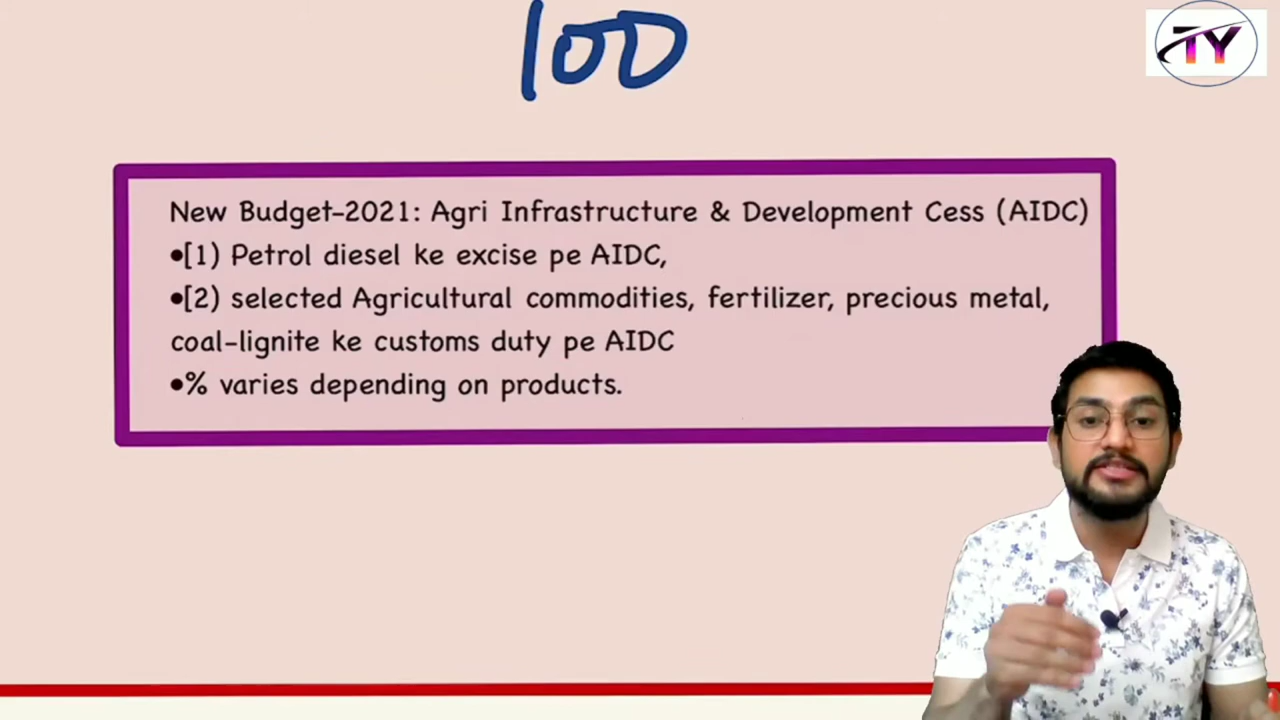 100
TY
New Budget-2021: Agri Infrastructure & Development Cess (AIDC)
•[1) Petrol diesel ke excise pe AIDC,
•[2) selected Agricultural commodities, fertilizer, precious metal,
coal-lignite ke customs duty pe AIDC
•% varies depending on products.